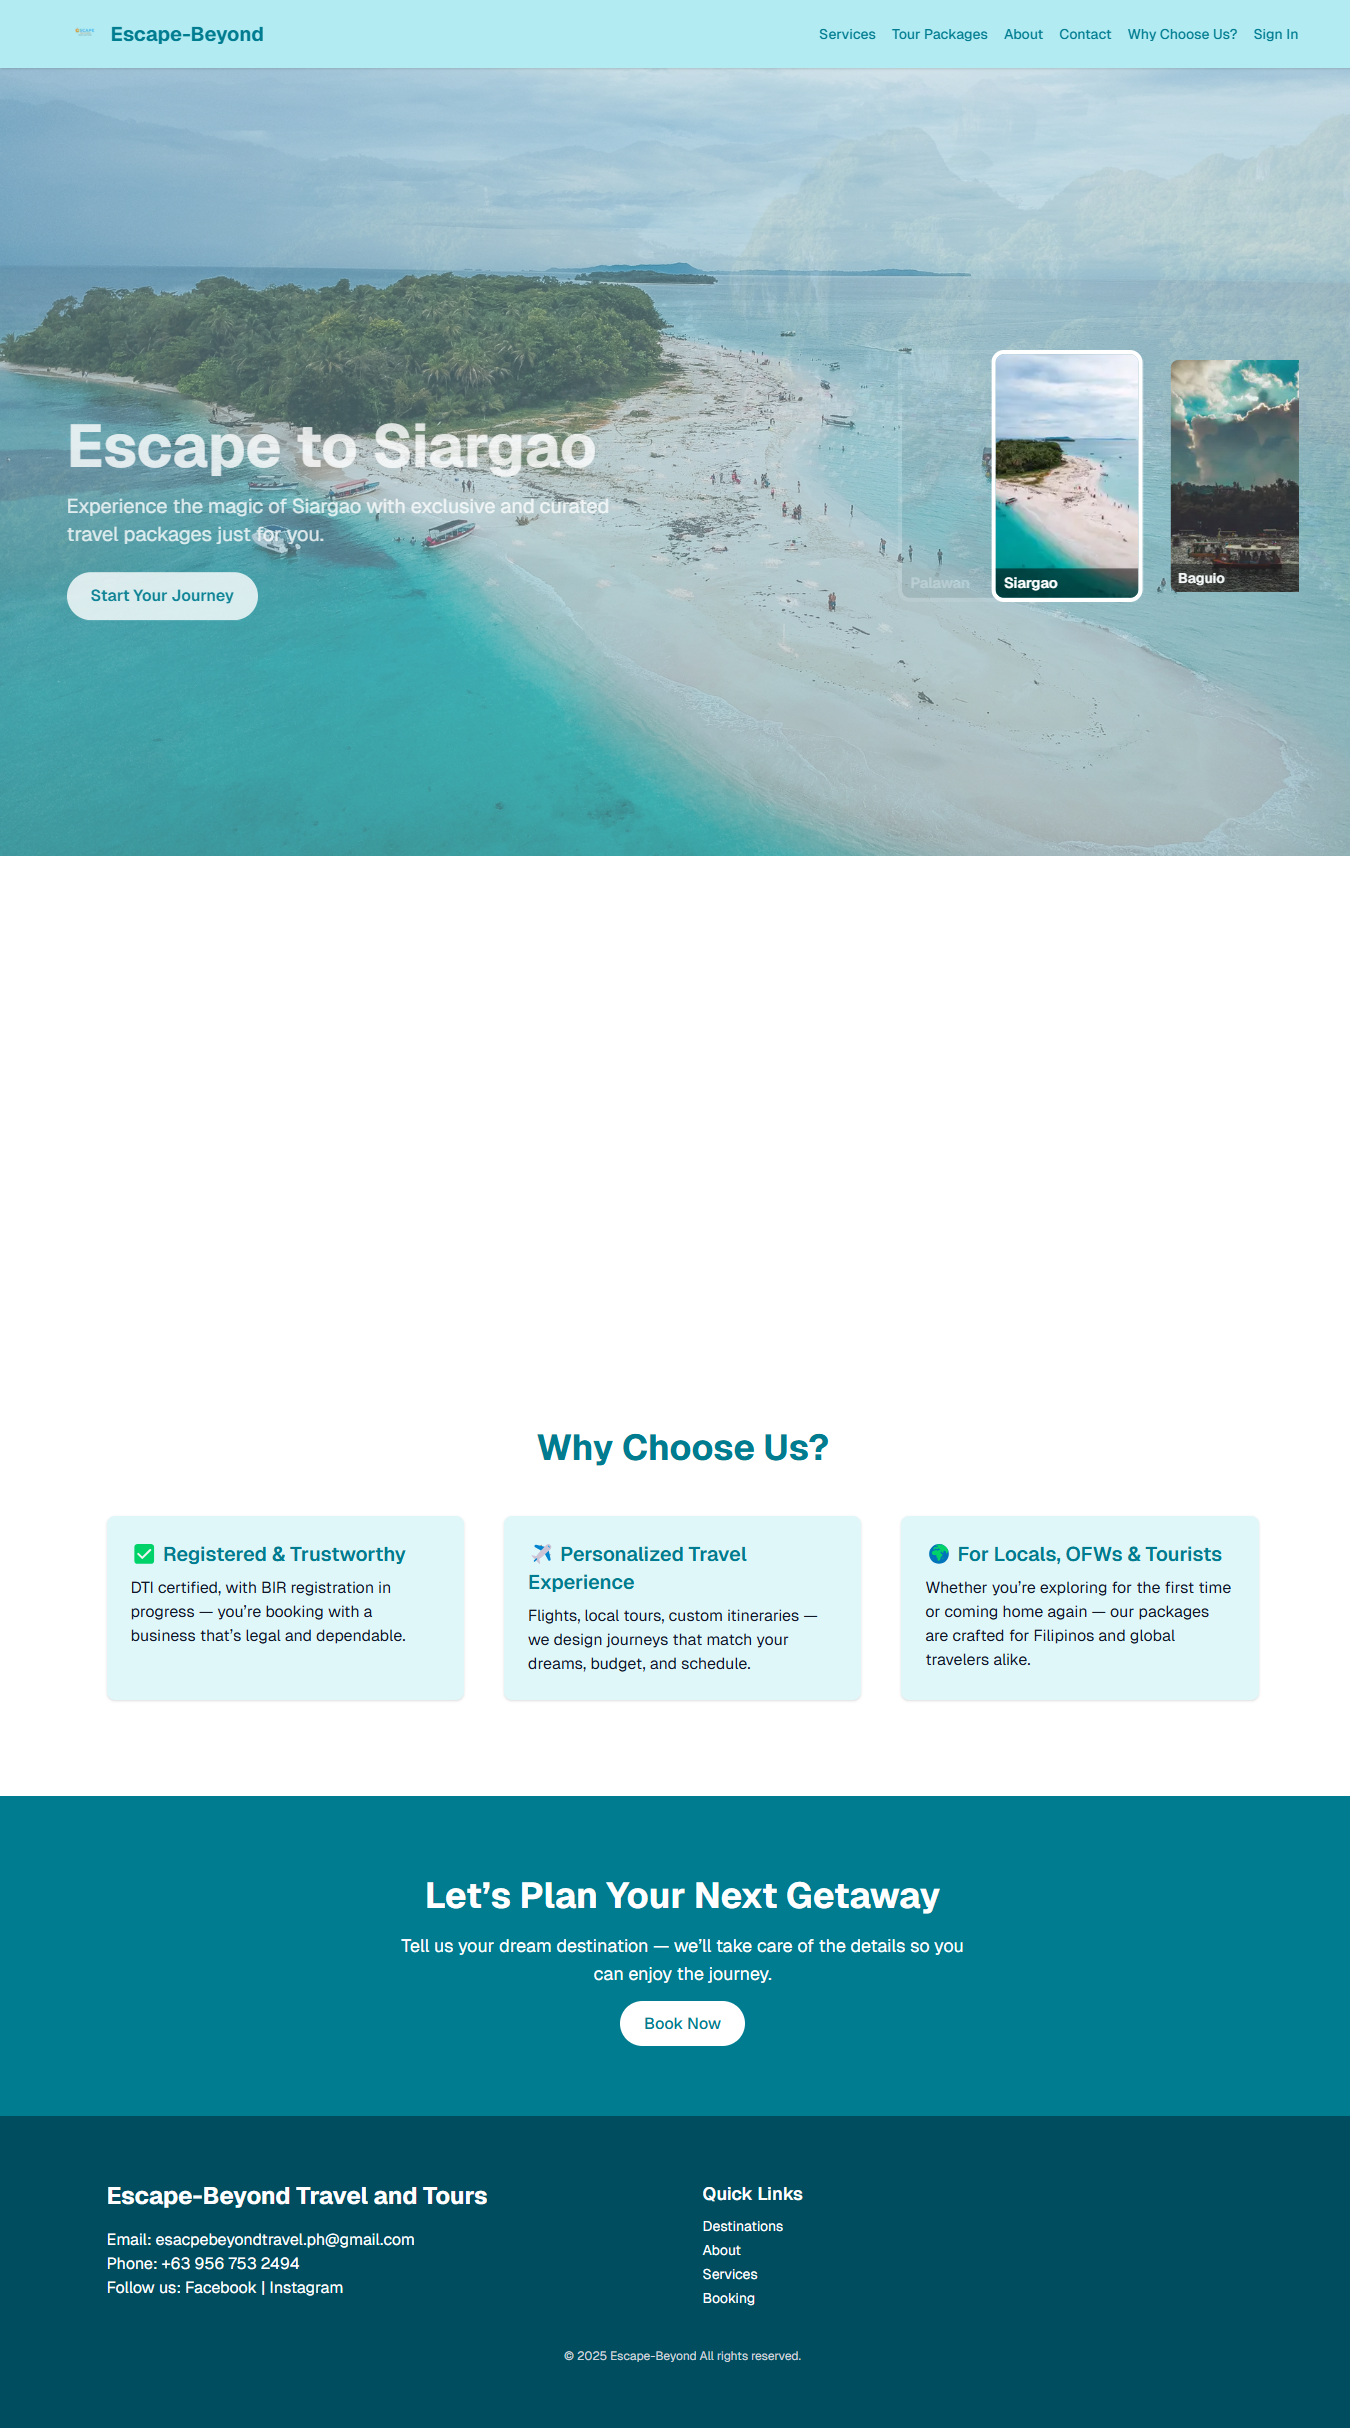 Escape-Beyond
Services
Tour Packages
About
Contact
Why Choose Us?
Sign In
Escape to Siargao
Experience the magic of Siargao with exclusive and curated
travel packages just for you.
Start Your Journey
Palawan
Siargao
Baguio
Why Choose Us?
✅ Registered & Trustworthy
DTI certified, with BIR registration in
progress — you’re booking with a
business that’s legal and dependable.
✈️ Personalized Travel
Experience
Flights, local tours, custom itineraries —
we design journeys that match your
dreams, budget, and schedule.
🌍 For Locals, OFWs & Tourists
Whether you’re exploring for the first time
or coming home again — our packages
are crafted for Filipinos and global
travelers alike.
Let’s Plan Your Next Getaway
Tell us your dream destination — we’ll take care of the details so you
can enjoy the journey.
Book Now
Escape-Beyond Travel and Tours
Email: esacpebeyondtravel.ph@gmail.com
Phone: +63 956 753 2494
Follow us: Facebook | Instagram
Quick Links
Destinations
About
Services
Booking
© 2025 Escape-Beyond All rights reserved.